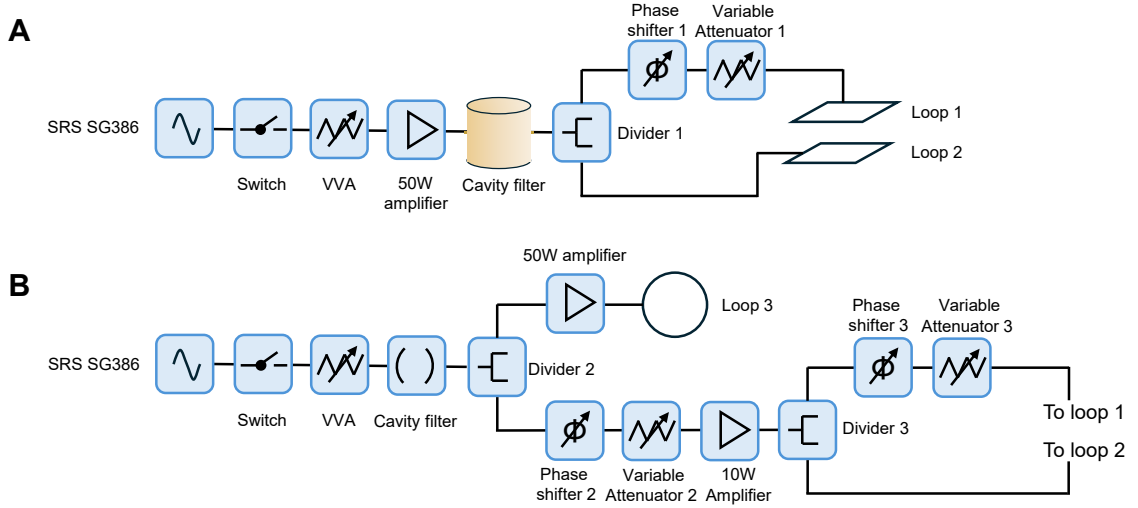 A
Phase
shifter 1
Variable
Attenuator 1
SRS SG386
Switch
VVA
50W
amplifier
Cavity filter
Divider 1
Loop 1
Loop 2
B
50W amplifier
Loop 3
Phase
shifter 3
Variable
Attenuator 3
SRS SG386
Switch
VVA
Cavity filter
Divider 2
Phase
shifter 2
Variable
Attenuator 2
10W
Amplifier
Divider 3
To loop 1
To loop 2